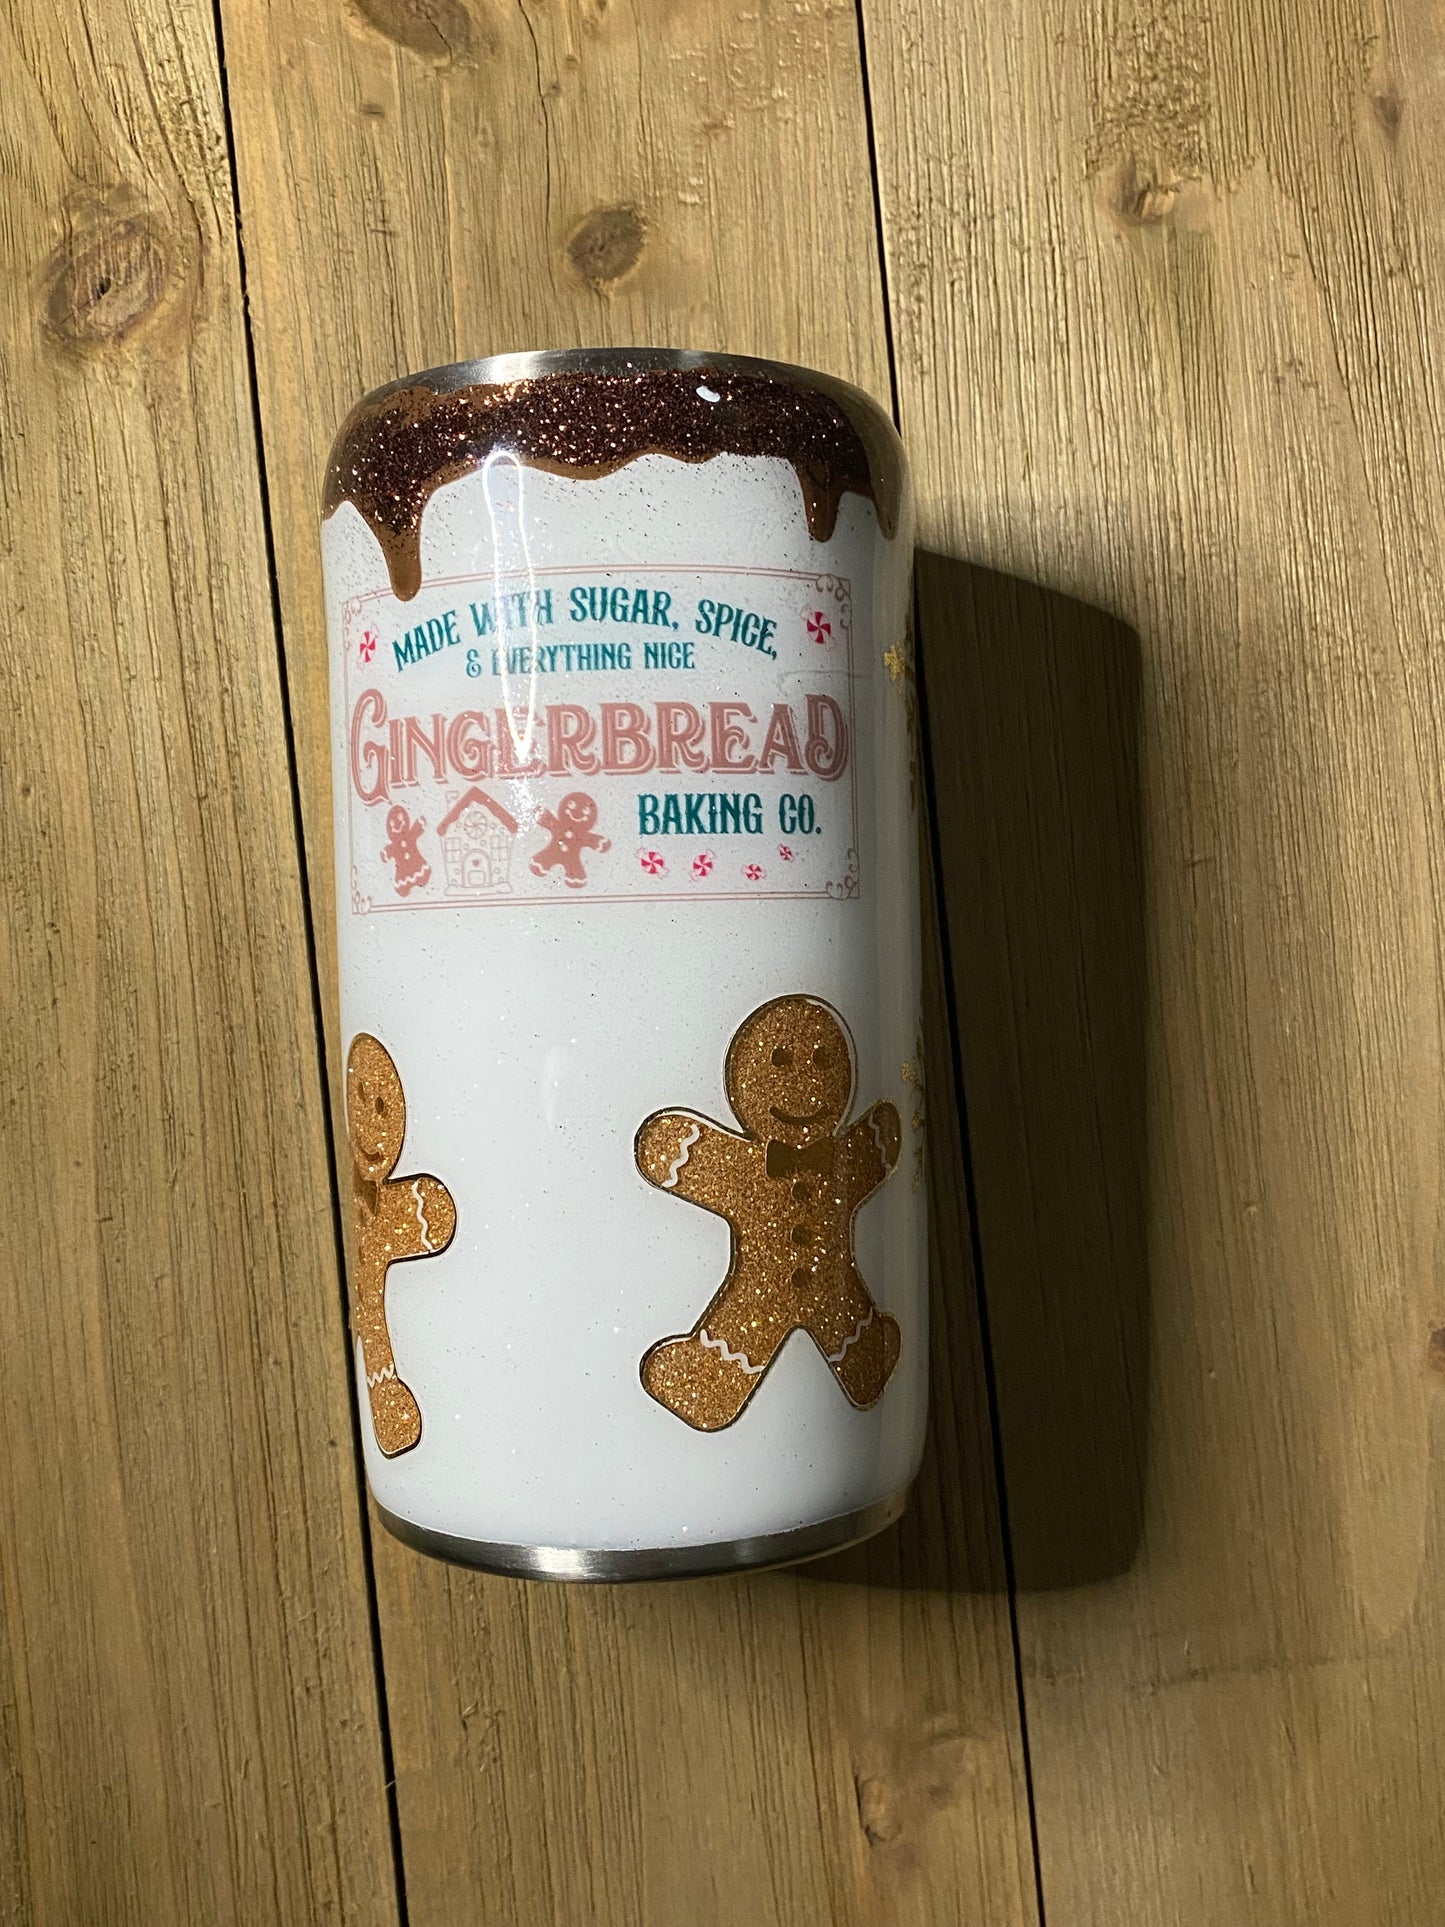 MADE WITH SUGAR, SPICE,
& EVERYTHING NICE
GINGERBREAD
BAKING CO.